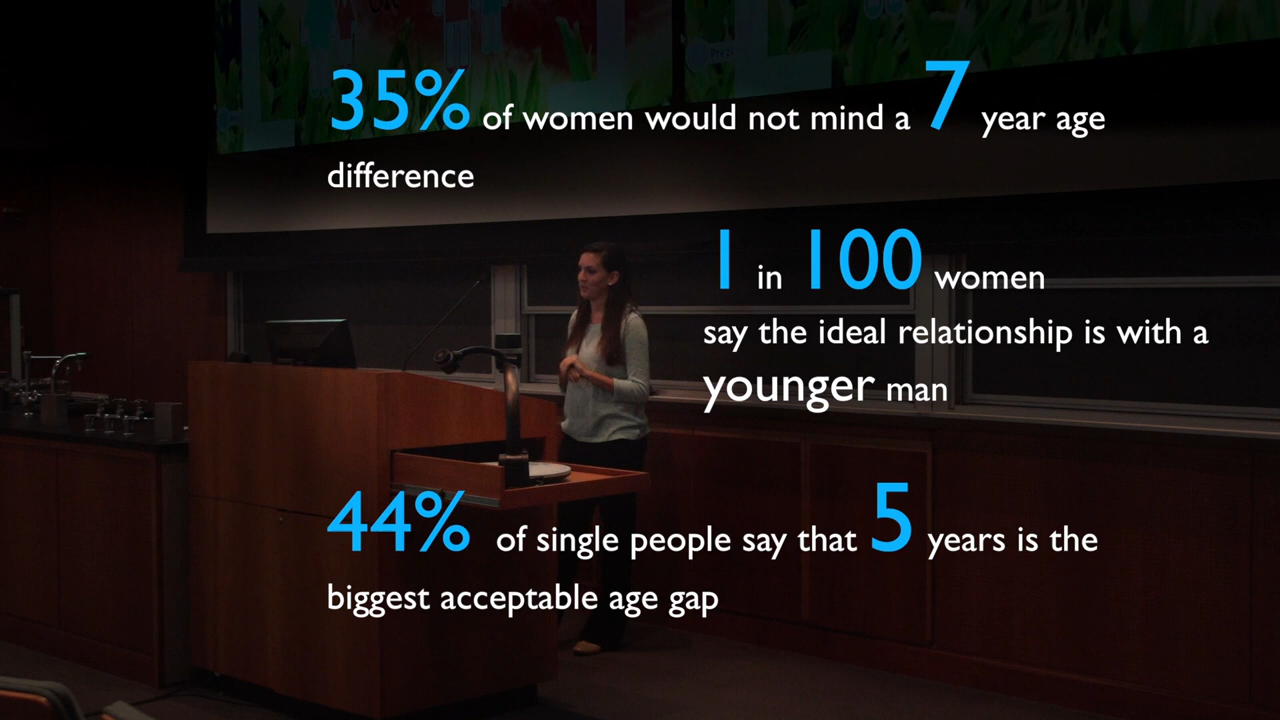 35% of women would not mind a 7 year age
difference
1 in 100 women
say the ideal relationship is with a
younger man
44% of single people say that 5 years is the
biggest acceptable age gap